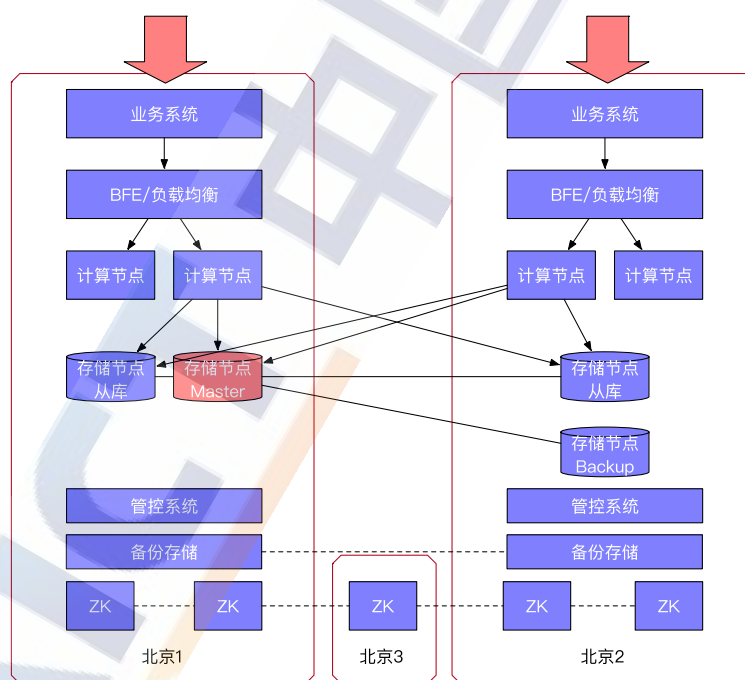 业务系统
业务系统
BFE/负载均衡
BFE/负载均衡
计算节点
计算节点
计算节点
计算节点
存储节点
从库
存储节点
Master
存储节点
从库
存储节点
Backup
管控系统
管控系统
备份存储
备份存储
ZK
ZK
ZK
ZK
ZK
北京1
北京3
北京2